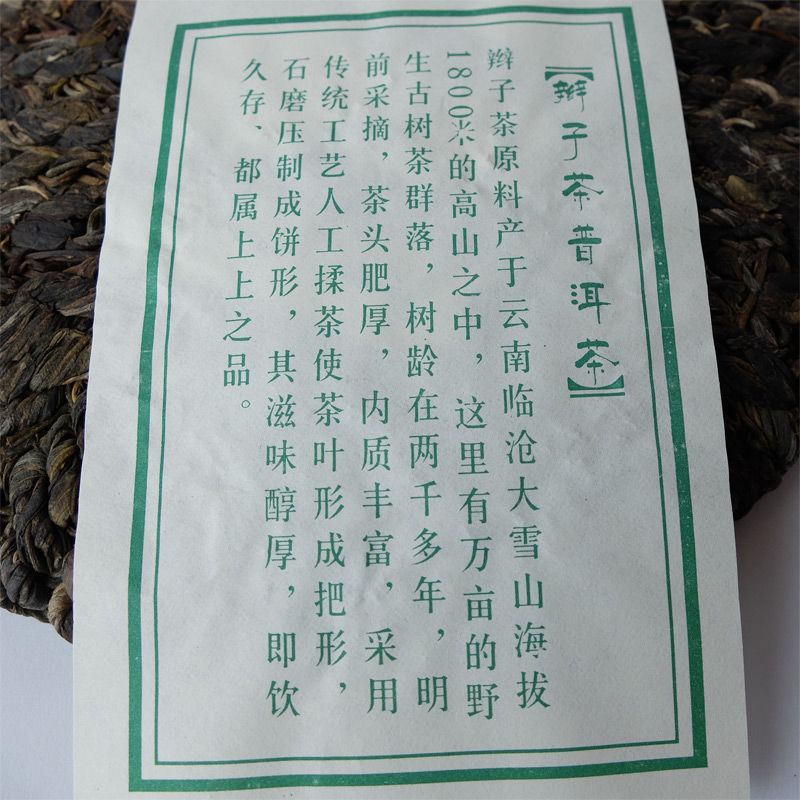 【辫子茶普洱茶】
辫子茶原料产于云南临沧大雪山海拔
1800米的高山之中，这里有万亩的野
生古树茶群落，树龄在两千多年，明
前采摘，茶头肥厚，内质丰富，采用
传统工艺人工揉茶使茶叶形成把形，
石磨压制成饼形，其滋味醇厚，即饮
久存、都属上上之品。